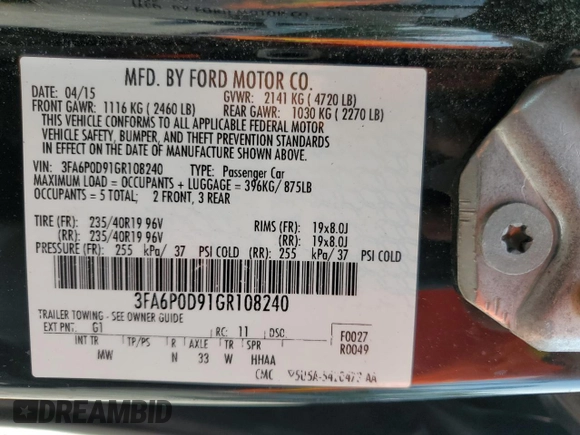 MFD. BY FORD MOTOR CO.
DATE: 04/15 GVWR: 2141 KG ( 4720 LB)
FRONT GAWR: 1116 KG ( 2460 LB) REAR GAWR: 1030 KG ( 2270 LB)
THIS VEHICLE CONFORMS TO ALL APPLICABLE FEDERAL MOTOR
VEHICLE SAFETY, BUMPER, AND THEFT PREVENTION STANDARDS
IN EFFECT ON THE DATE OF MANUFACTURE SHOWN ABOVE.
VIN: 3FA6P0D91GR108240 TYPE: Passenger Car
MAXIMUM LOAD = OCCUPANTS + LUGGAGE = 396KG/ 875LB
OCCUPANTS = 5 TOTAL: 2 FRONT, 3 REAR
TIRE (FR): 235/40R19 96V RIMS (FR): 19x8.0J
(RR): 235/40R19 96V (RR): 19x8.0J
PRESSURE (FR): 255 kPa/ 37 PSI COLD (RR): 255 kPa/ 37 PSI COLD
3FA6P0D91GR108240
TRAILER TOWING - SEE OWNER GUIDE
EXT PNT: G1 RC: 11 DSO: F0027
INT TR TP/PS R AXLE TR SPR R0049
MW N 33 W HHAA
CMC
DREAMBID